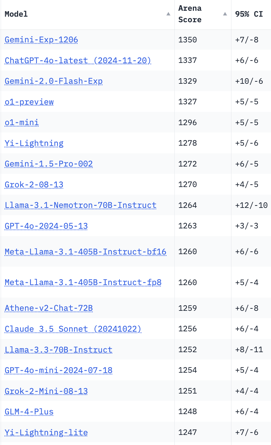 Model Arena Score 95% CI
Gemini-Exp-1206 1350 +7/-8
ChatGPT-4o-latest (2024-11-20) 1337 +6/-6
Gemini-2.0-Flash-Exp 1329 +10/-6
o1-preview 1327 +5/-5
o1-mini 1296 +5/-5
Yi-Lightning 1278 +5/-6
Gemini-1.5-Pro-002 1272 +6/-5
Grok-2-08-13 1270 +4/-5
Llama-3.1-Nemotron-70B-Instruct 1264 +12/-10
GPT-4o-2024-05-13 1263 +3/-3
Meta-Llama-3.1-405B-Instruct-bf16 1260 +6/-6
Meta-Llama-3.1-405B-Instruct-fp8 1260 +5/-4
Athene-v2-Chat-72B 1259 +6/-8
Claude 3.5 Sonnet (20241022) 1256 +6/-4
Llama-3.3-70B-Instruct 1252 +8/-11
GPT-4o-mini-2024-07-18 1254 +5/-4
Grok-2-Mini-08-13 1251 +4/-4
GLM-4-Plus 1248 +6/-4
Yi-Lightning-lite 1247 +7/-6